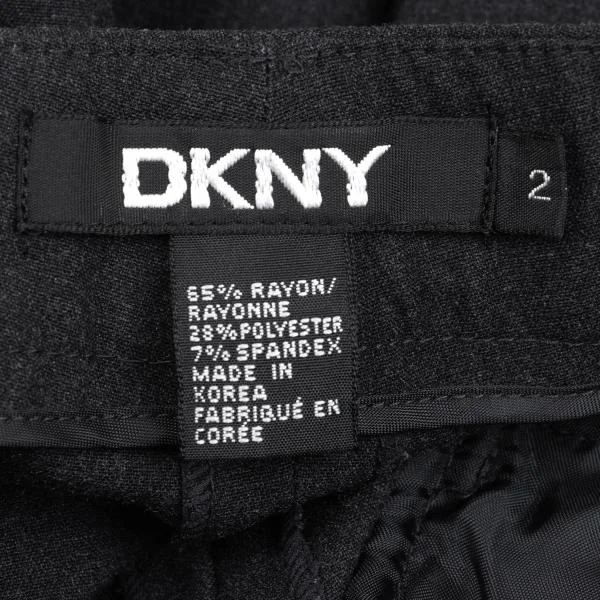 DKNY
2
65% RAYON/
RAYONNE
28%POLYESTER
7% SPANDEX
MADE IN
KOREA
FABRIQUÉ EN
CORÉE